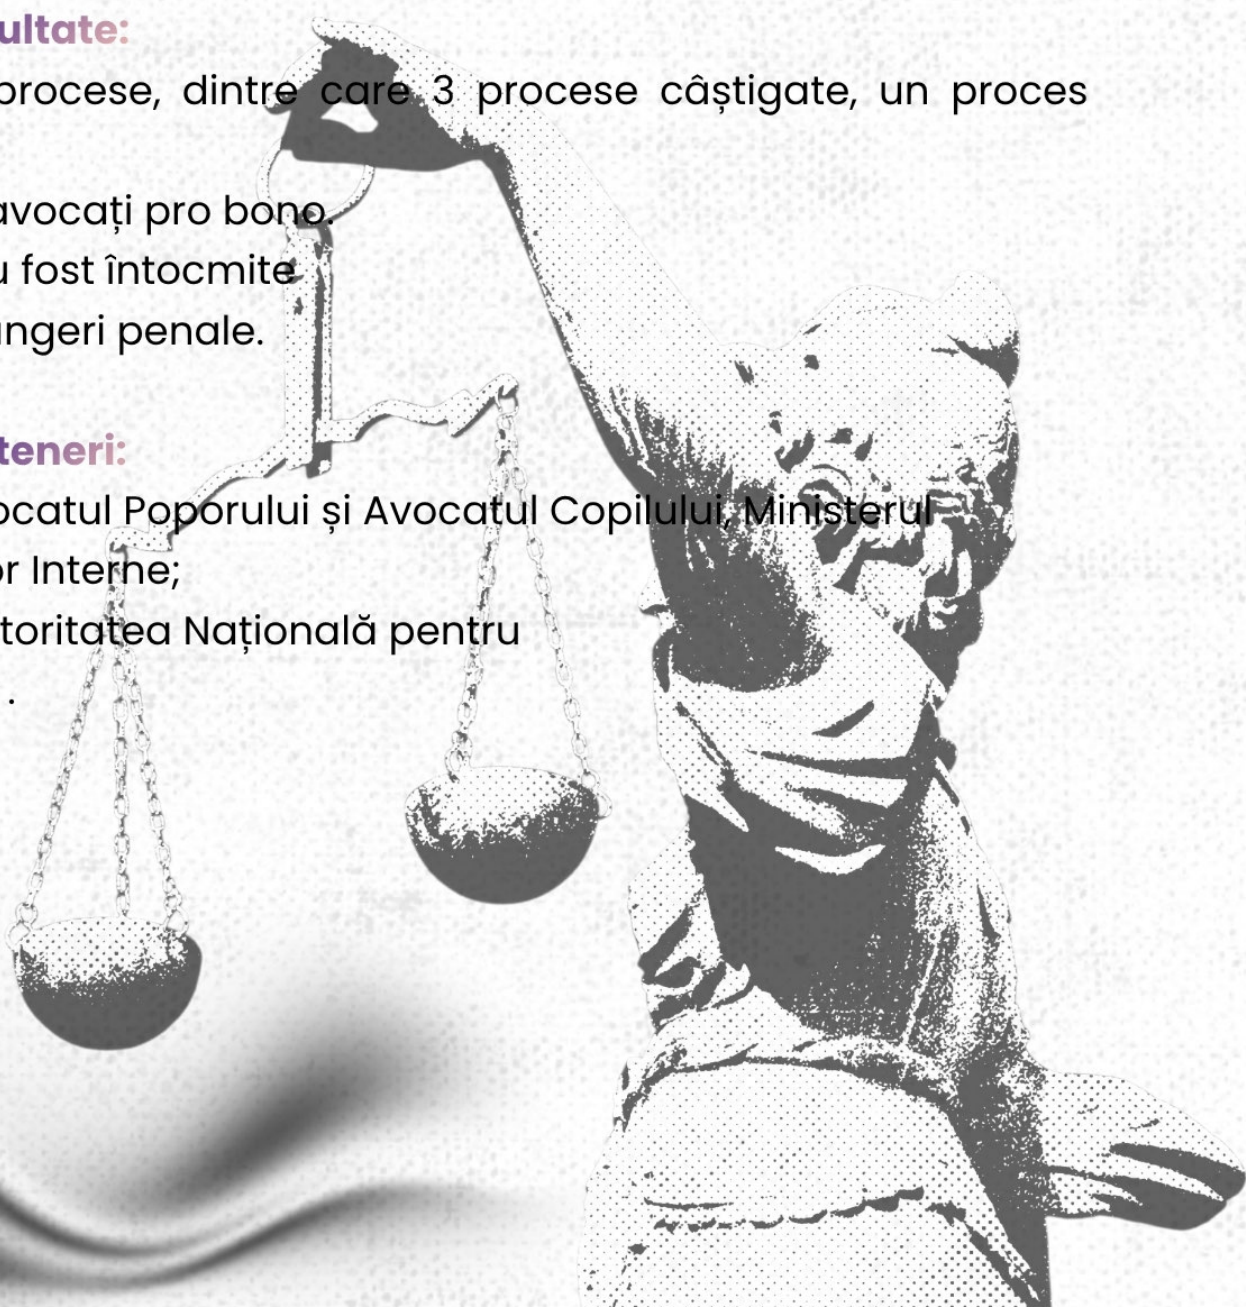 ultate:
procese, dintre care 3 procese câștigate, un proces
avocați pro bono.
u fost întocmite
ngeri penale.
teneri:
ocatul Poporului și Avocatul Copilului, Ministerul
or Interne;
toritatea Națională pentru
.